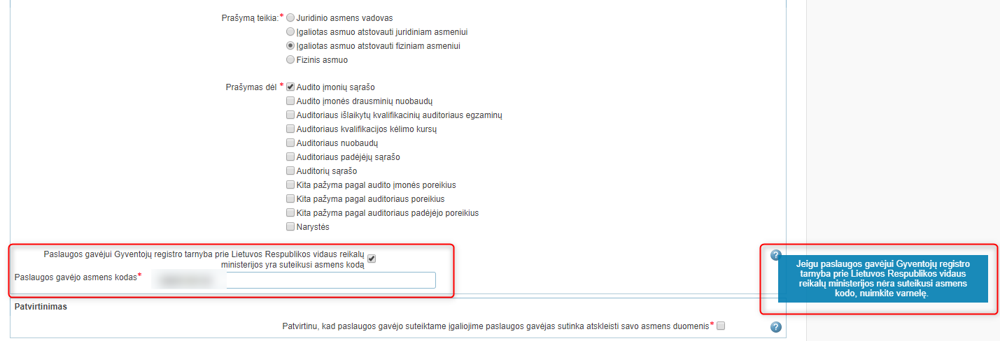 Prašymą teikia:* Juridinio asmens vadovas
Įgaliotas asmuo atstovauti juridiniam asmeniui
Įgaliotas asmuo atstovauti fiziniam asmeniui
Fizinis asmuo
Prašymas dėl * Audito įmonių sąrašo
Audito įmonės drausminių nuobaudų
Auditoriaus išlaikytų kvalifikacinių auditoriaus egzaminų
Auditoriaus kvalifikacijos kėlimo kursų
Auditoriaus nuobaudų
Auditoriaus padėjėjų sąrašo
Auditorių sąrašo
Kita pažyma pagal audito įmonės poreikius
Kita pažyma pagal auditoriaus poreikius
Kita pažyma pagal auditoriaus padėjėjo poreikius
Narystės
Paslaugos gavėjui Gyventojų registro tarnyba prie Lietuvos Respublikos vidaus reikalų
ministerijos yra suteikusi asmens kodą
Paslaugos gavėjo asmens kodas*
?
Jeigu paslaugos gavėjui Gyventojų registro
tarnyba prie Lietuvos Respublikos vidaus
reikalų ministerijos nėra suteikusi asmens
kodo, nuimkite varnelę.
Patvirtinimas
Patvirtinu, kad paslaugos gavėjo suteiktame įgaliojime paslaugos gavėjas sutinka atskleisti savo asmens duomenis*
?